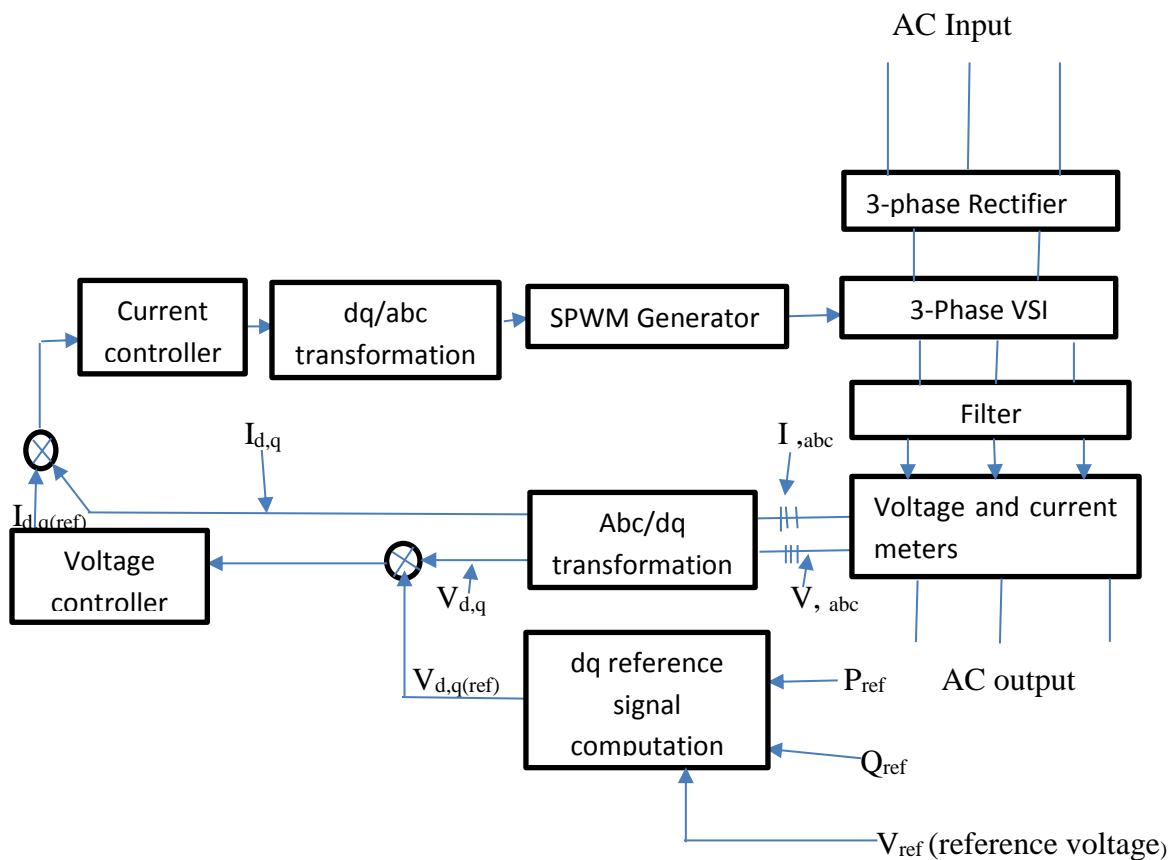 AC Input
3-phase Rectifier
Current
controller
dq/abc
transformation
SPWM Generator
3-Phase VSI
Filter
Id,q
I ,abc
Id,q(ref)
Voltage
controller
Abc/dq
transformation
Voltage and current
meters
Vd,q
V, abc
Vd,q(ref)
dq reference
signal
computation
Pref
AC output
Qref
Vref (reference voltage)